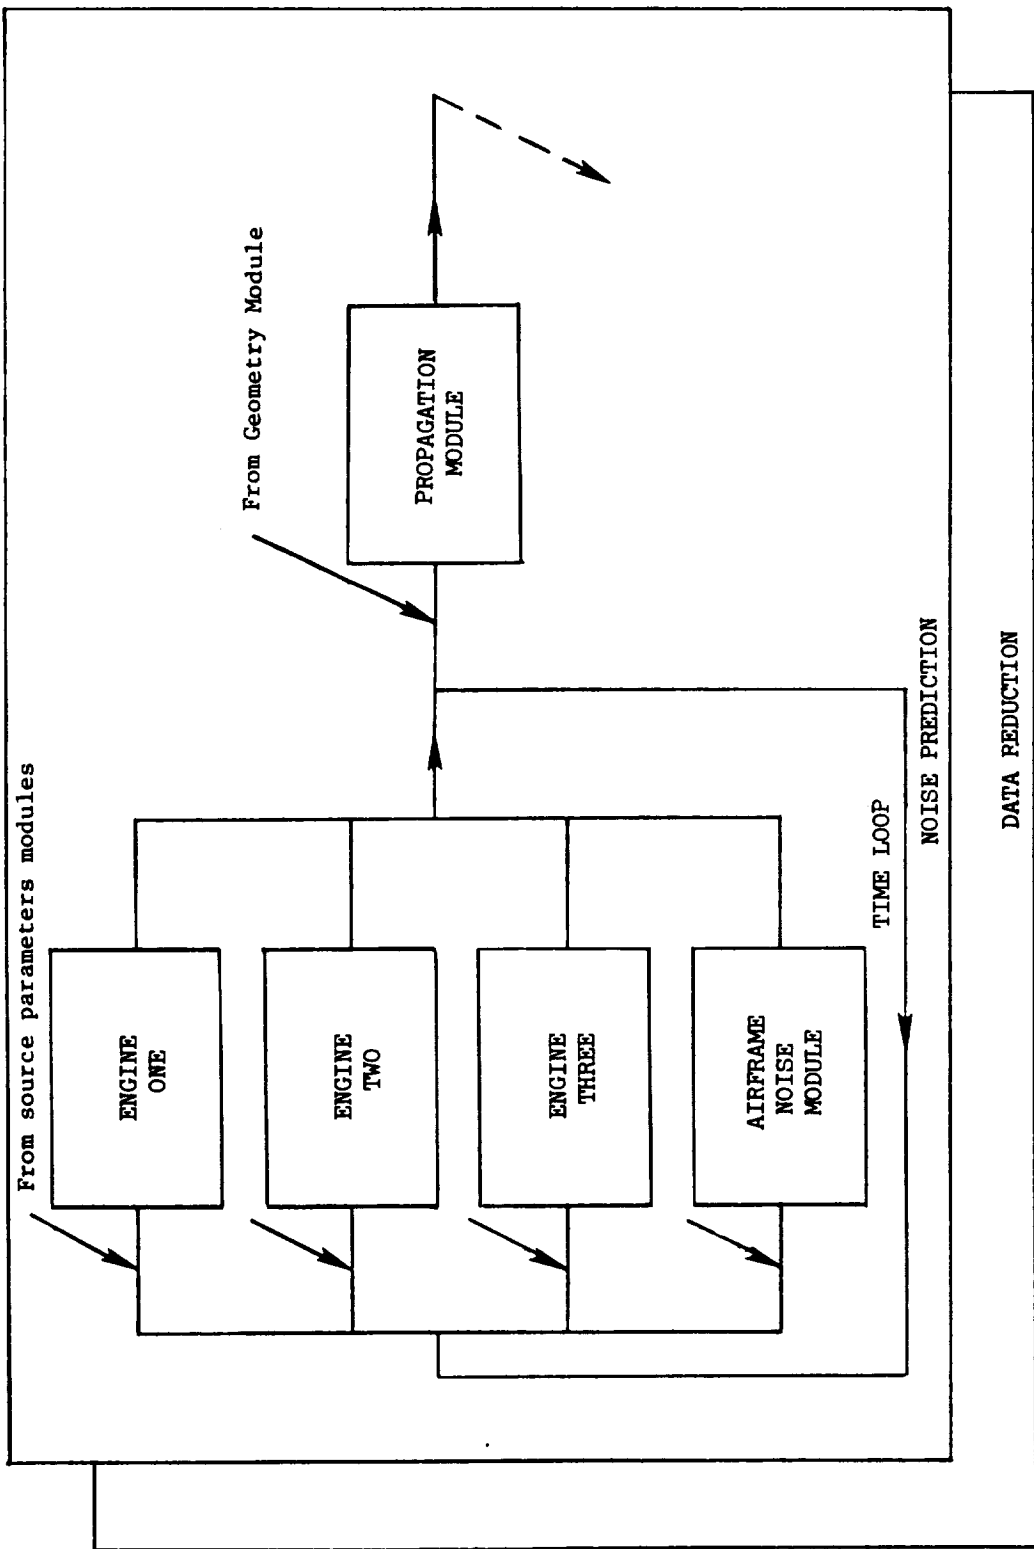 From source parameters modules
ENGINE
ONE
ENGINE
TWO
ENGINE
THREE
AIRFRAME
NOISE
MODULE
From Geometry Module
PROPAGATION
MODULE
TIME LOOP
NOISE PREDICTION
DATA REDUCTION